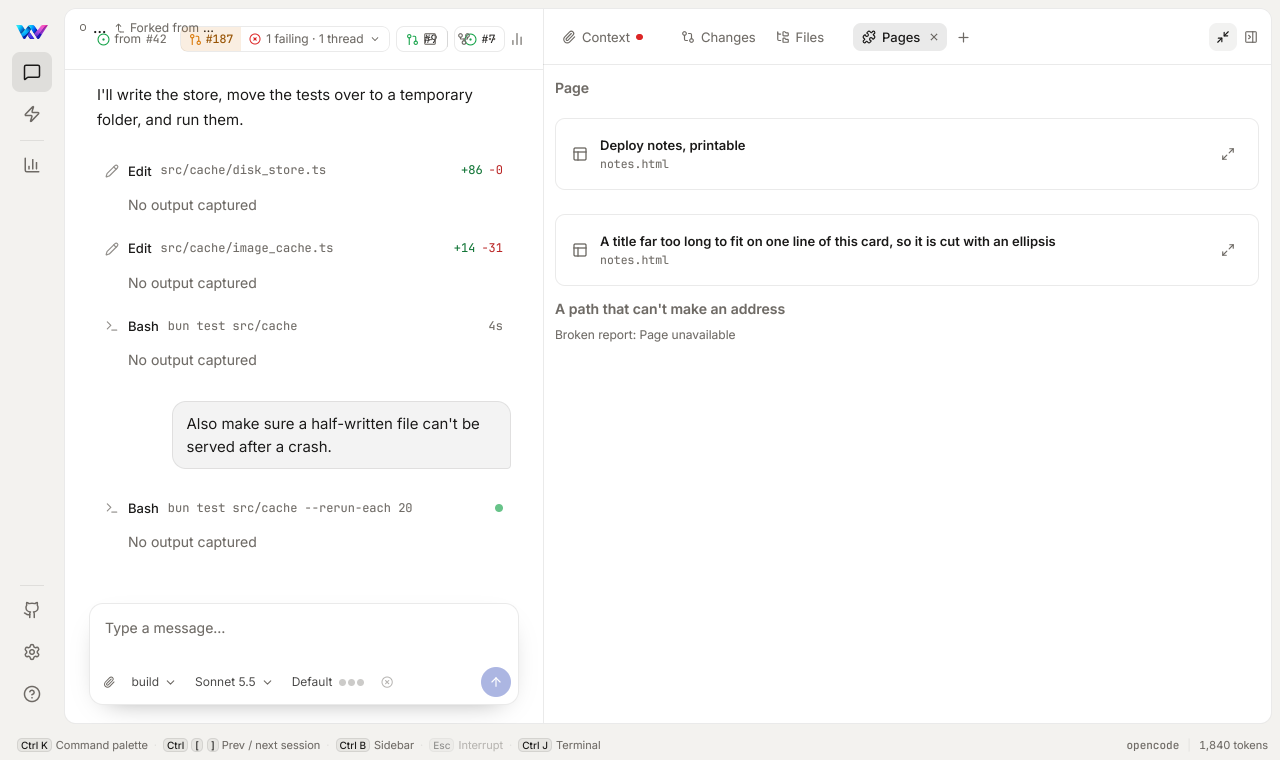 ... Forked from ...
from #42 #187 1 failing · 1 thread #7
I'll write the store, move the tests over to a temporary
folder, and run them.
Edit src/cache/disk_store.ts +86 -0
No output captured
Edit src/cache/image_cache.ts +14 -31
No output captured
Bash bun test src/cache 4s
No output captured
Also make sure a half-written file can't be
served after a crash.
Bash bun test src/cache --rerun-each 20
No output captured
Type a message...
build Sonnet 5.5 Default
Context Changes Files Pages
Page
Deploy notes, printable
notes.html
A title far too long to fit on one line of this card, so it is cut with an ellipsis
notes.html
A path that can't make an address
Broken report: Page unavailable
Ctrl K Command palette · Ctrl [ ] Prev / next session · Ctrl B Sidebar · Esc Interrupt · Ctrl J Terminal
opencode 1,840 tokens